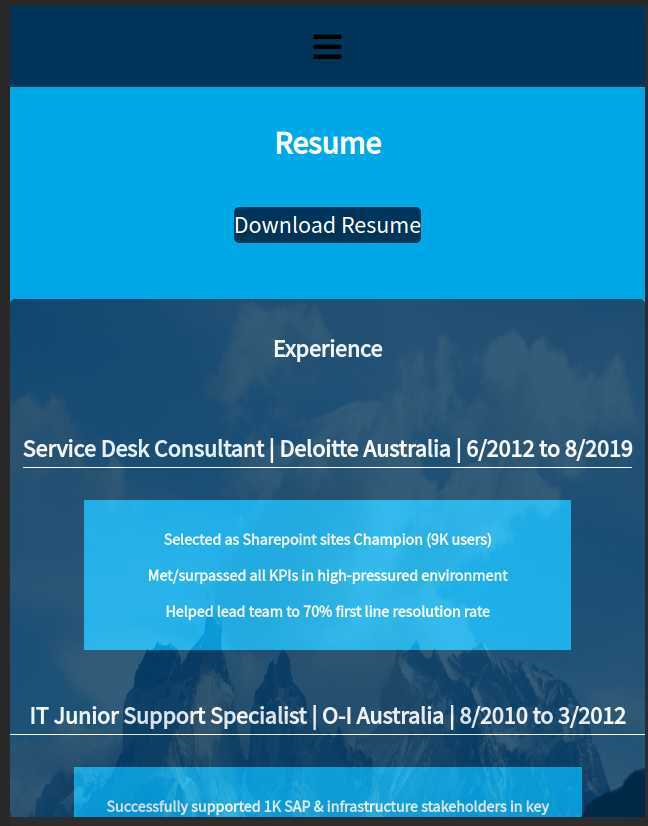 Resume
Download Resume
Experience
Service Desk Consultant | Deloitte Australia | 6/2012 to 8/2019
Selected as Sharepoint sites Champion (9K users)
Met/surpassed all KPIs in high-pressured environment
Helped lead team to 70% first line resolution rate
IT Junior Support Specialist | O-I Australia | 8/2010 to 3/2012
Successfully supported 1K SAP & infrastructure stakeholders in key